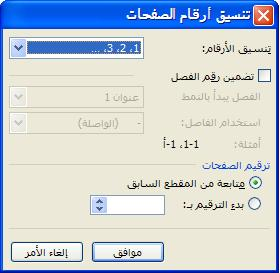 تنسيق أرقام الصفحات
تنسيق الأرقام: 1، 2، 3، ...
تضمين رقم الفصل
الفصل يبدأ بالنمط عنوان 1
استخدام الفاصل: - (الواصلة)
أمثلة: 1-1، 1-أ
ترقيم الصفحات
متابعة من المقطع السابق
بدء الترقيم بـ:
موافق إلغاء الأمر